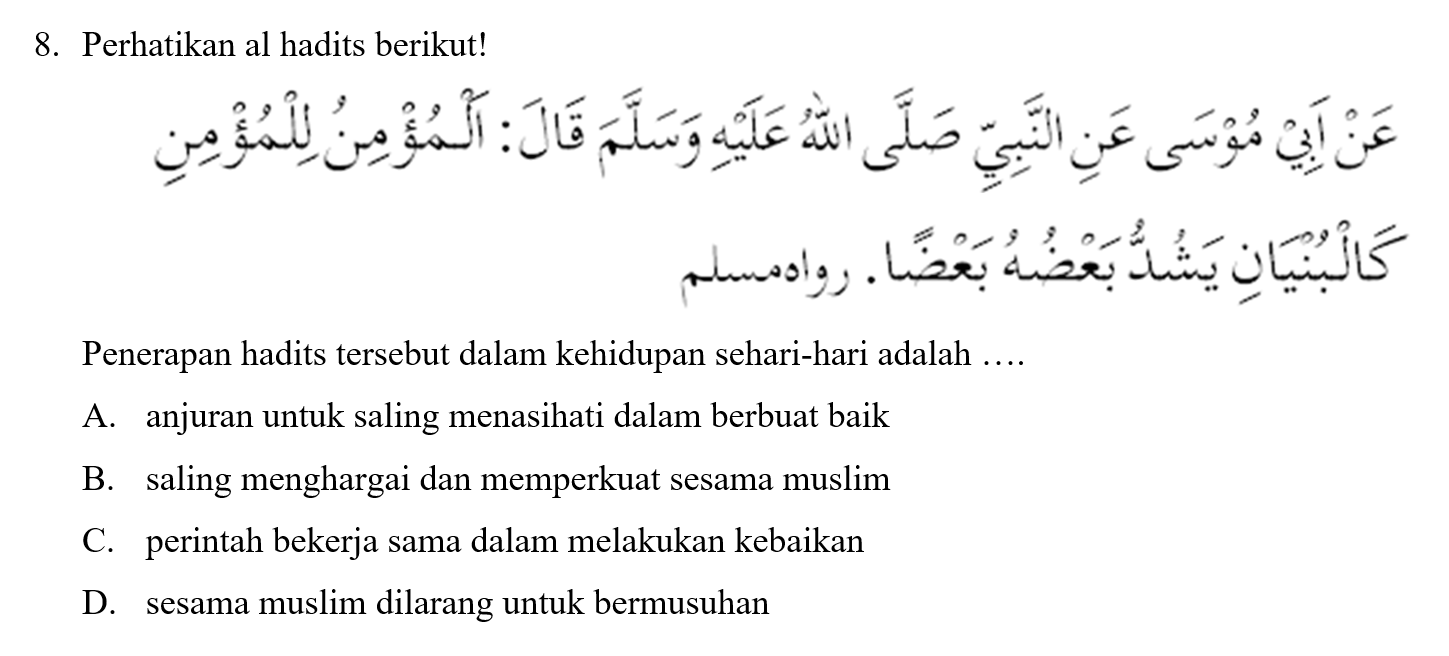 8. Perhatikan al hadits berikut!
عَنْ أَبِيْ مُوْسَى عَنِ النَّبِيِّ صَلَّى اللهُ عَلَيْهِ وَسَلَّمَ قَالَ: اَلْمُؤْمِنُ لِلْمُؤْمِنِ
كَالْبُنْيَانِ يَشُدُّ بَعْضُهُ بَعْضًا. رواه مسلم
Penerapan hadits tersebut dalam kehidupan sehari-hari adalah ….
A. anjuran untuk saling menasihati dalam berbuat baik
B. saling menghargai dan memperkuat sesama muslim
C. perintah bekerja sama dalam melakukan kebaikan
D. sesama muslim dilarang untuk bermusuhan